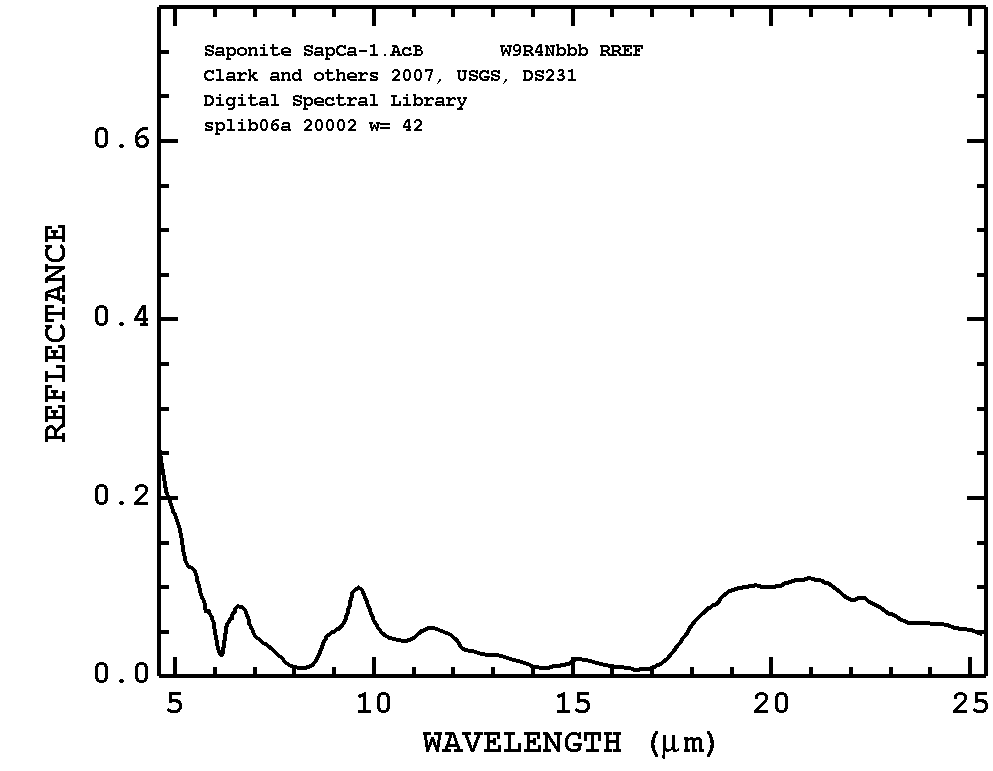 Saponite SapCa-1.AcB W9R4Nbbb RREF
Clark and others 2007, USGS, DS231
Digital Spectral Library
splib06a 20002 w= 42
0.6
0.4
0.2
0.0
REFLECTANCE
5 10 15 20 25
WAVELENGTH (μm)